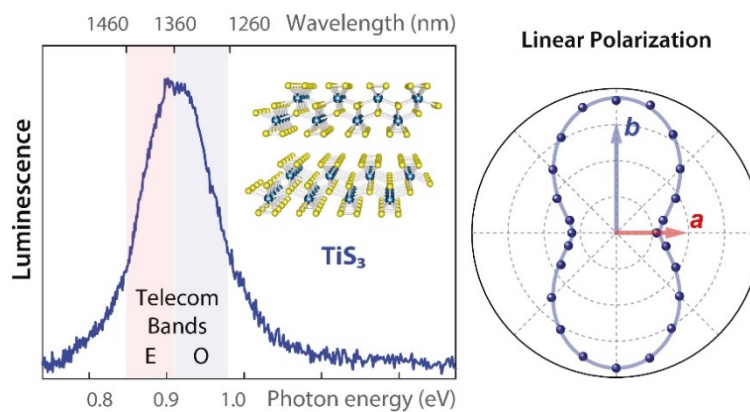 1460 1360 1260 Wavelength (nm)
Linear Polarization
Luminescence
b
a
TiS₃
Telecom
Bands
E O
0.8 0.9 1.0
Photon energy (eV)